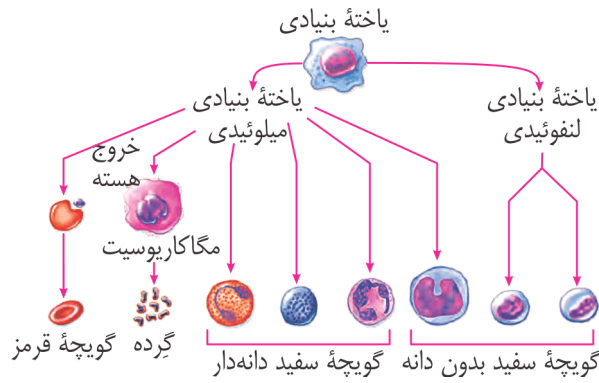 یاختهٔ بنیادی
یاختهٔ بنیادی
لنفوئیدی
یاختهٔ بنیادی
میلوئیدی
خروج
هسته
مگاکاریوسیت
گویچهٔ سفید بدون دانه
گویچهٔ سفید دانه‌دار
گِرده
گویچهٔ قرمز